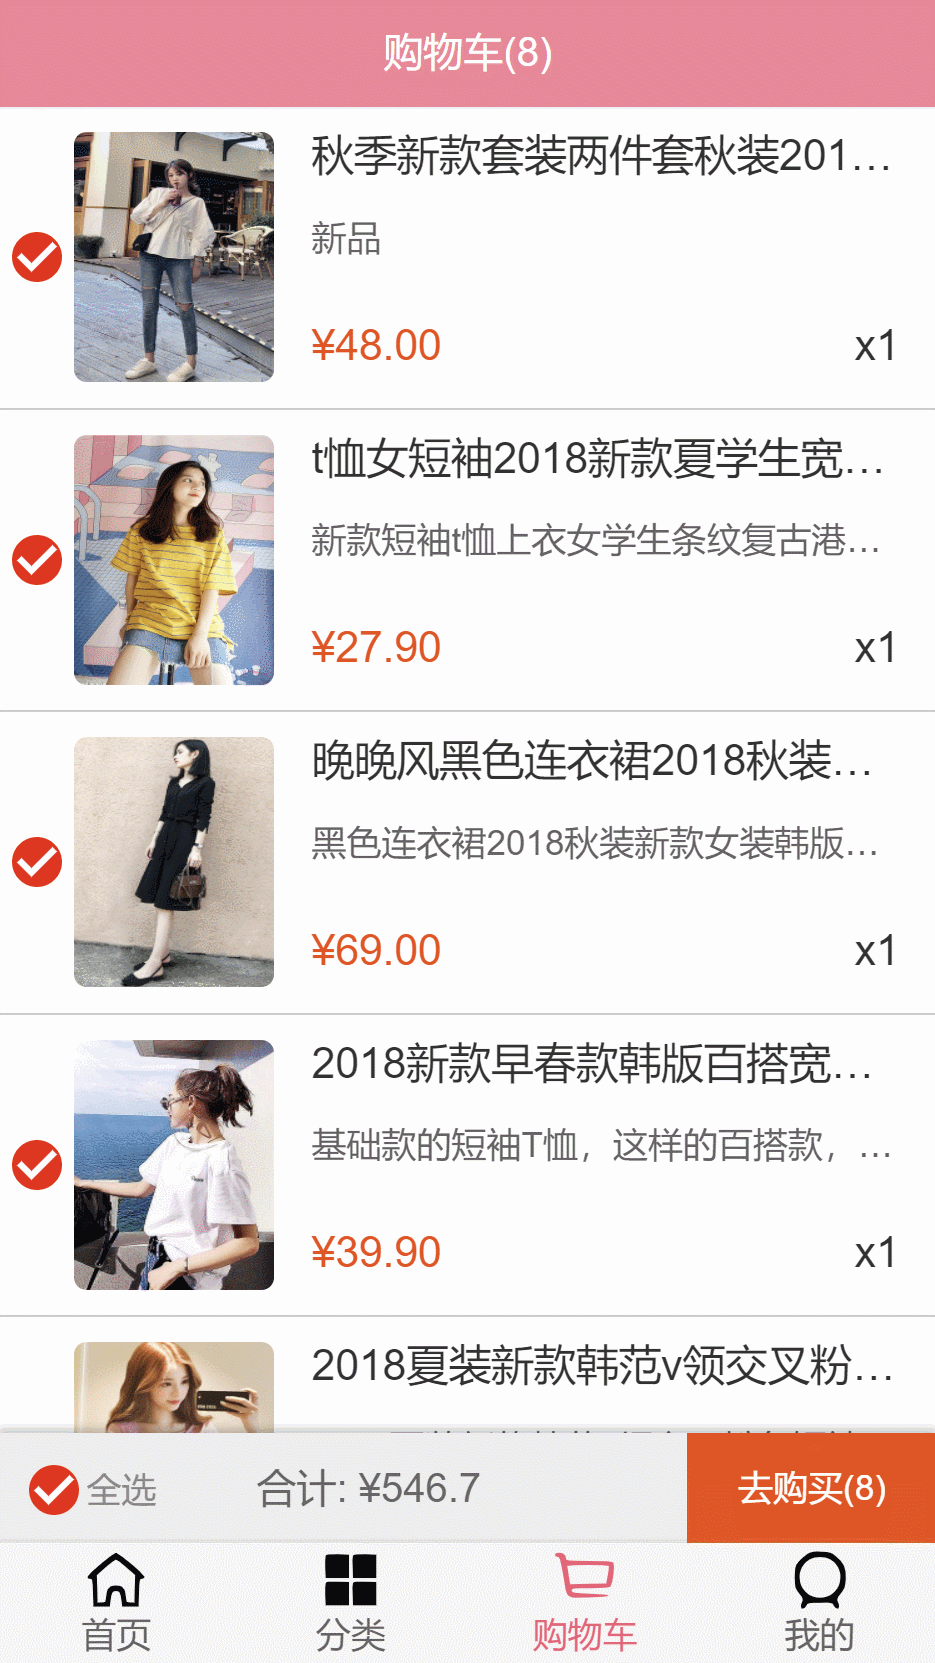 购物车(8)
秋季新款套装两件套秋装201...
新品
¥48.00
x1
t恤女短袖2018新款夏学生宽...
新款短袖t恤上衣女学生条纹复古港...
¥27.90
x1
晚晚风黑色连衣裙2018秋装...
黑色连衣裙2018秋装新款女装韩版...
¥69.00
x1
2018新款早春款韩版百搭宽...
基础款的短袖T恤，这样的百搭款，...
¥39.90
x1
2018夏装新款韩范v领交叉粉...
全选
合计: ¥546.7
去购买(8)
首页
分类
购物车
我的